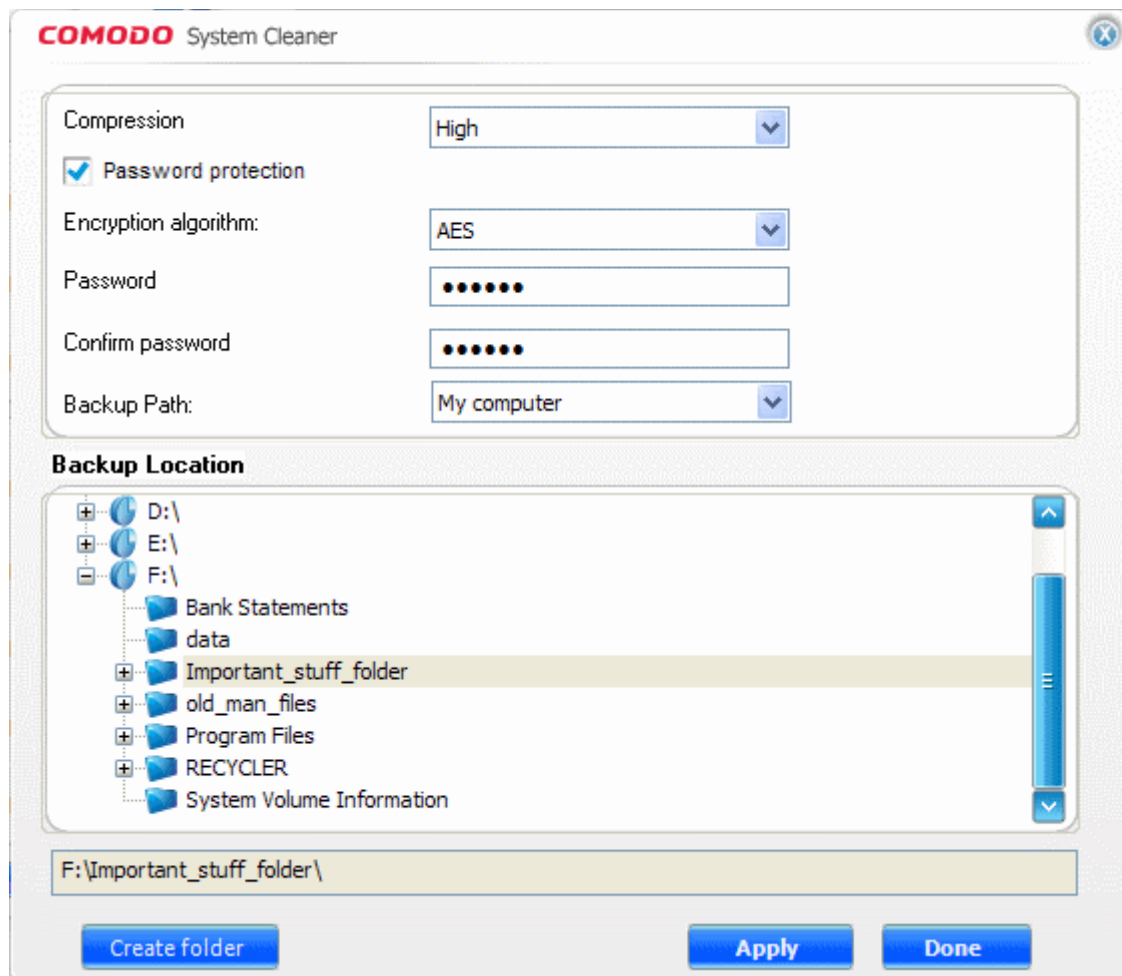 COMODO System Cleaner
Compression
High
Password protection
Encryption algorithm:
AES
Password
••••••
Confirm password
••••••
Backup Path:
My computer
Backup Location
D:\
E:\
F:\
Bank Statements
data
Important_stuff_folder
old_man_files
Program Files
RECYCLER
System Volume Information
F:\Important_stuff_folder\
Create folder
Apply
Done